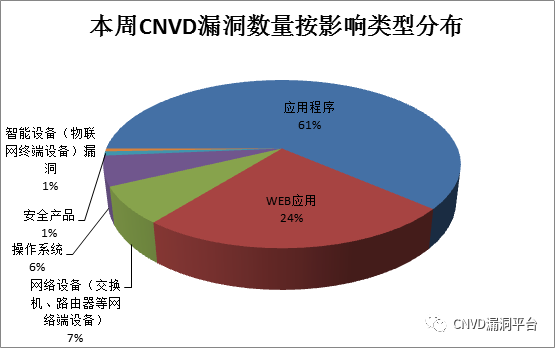 本周CNVD漏洞数量按影响类型分布
应用程序
61%
WEB应用
24%
智能设备（物联
网终端设备）漏
洞
1%
安全产品
1%
操作系统
6%
网络设备（交换
机、路由器等网
络端设备）
7%
CNVD漏洞平台